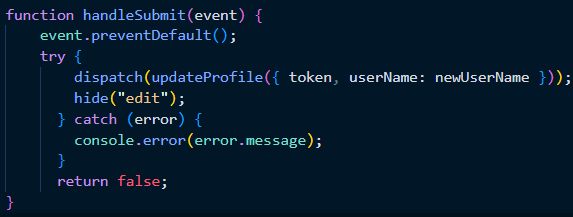 function handleSubmit(event) {
    event.preventDefault();
    try {
        dispatch(updateProfile({ token, userName: newUserName }));
        hide("edit");
      } catch (error) {
        console.error(error.message);
      }
      return false;
}